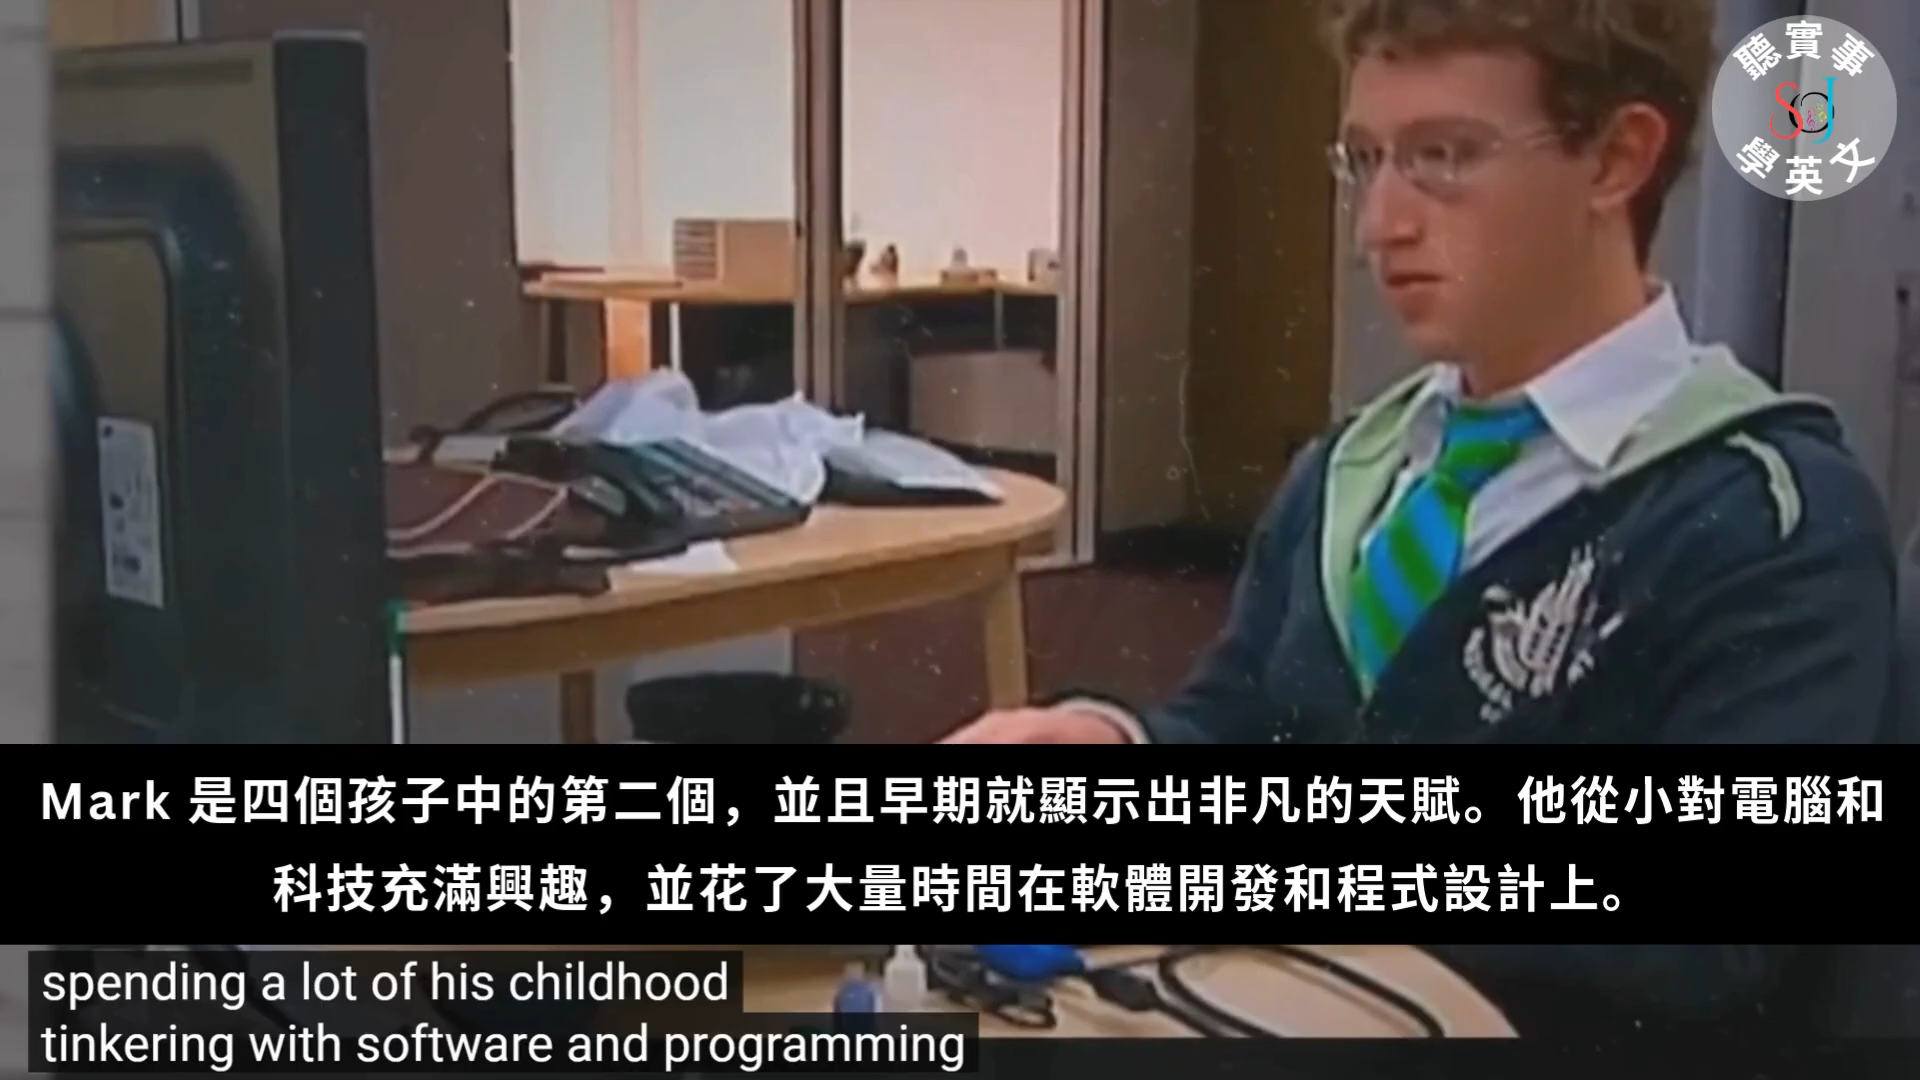 聽實事
SOJ
學英文
Mark 是四個孩子中的第二個，並且早期就顯示出非凡的天賦。他從小對電腦和
科技充滿興趣，並花了大量時間在軟體開發和程式設計上。
spending a lot of his childhood
tinkering with software and programming